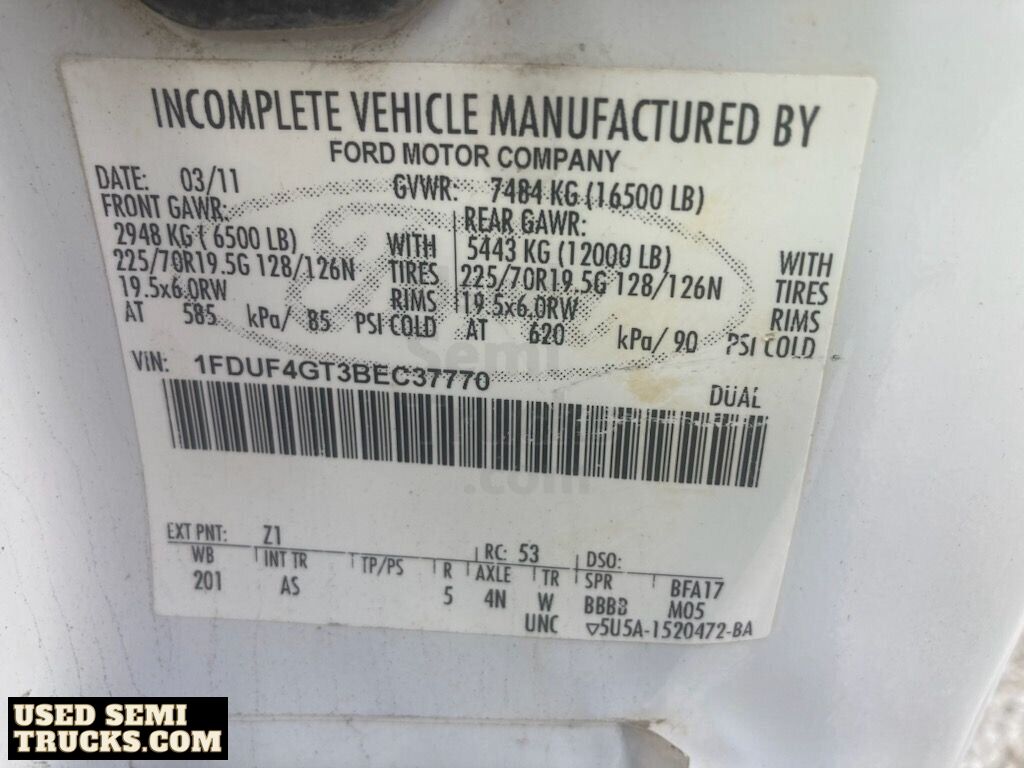 INCOMPLETE VEHICLE MANUFACTURED BY
FORD MOTOR COMPANY
DATE: 03/11 GVWR: 7484 KG (16500 LB)
FRONT GAWR: REAR GAWR:
2948 KG ( 6500 LB) WITH 5443 KG (12000 LB) WITH
225/70R19.5G 128/126N TIRES 225/70R19.5G 128/126N TIRES
19.5x6.0RW RIMS 19.5x6.0RW RIMS
AT 585 kPa/ 85 PSI COLD AT 620 kPa/ 90 PSI COLD
VIN: 1FDUF4GT3BEC37770 DUAL
Semi
.com
EXT PNT: Z1 RC: 53 DSO:
WB INT TR TP/PS R AXLE TR SPR BFA17
201 AS 5 4N W BBBB M05
UNC ▽5U5A-1520472-BA
USED SEMI
TRUCKS.COM